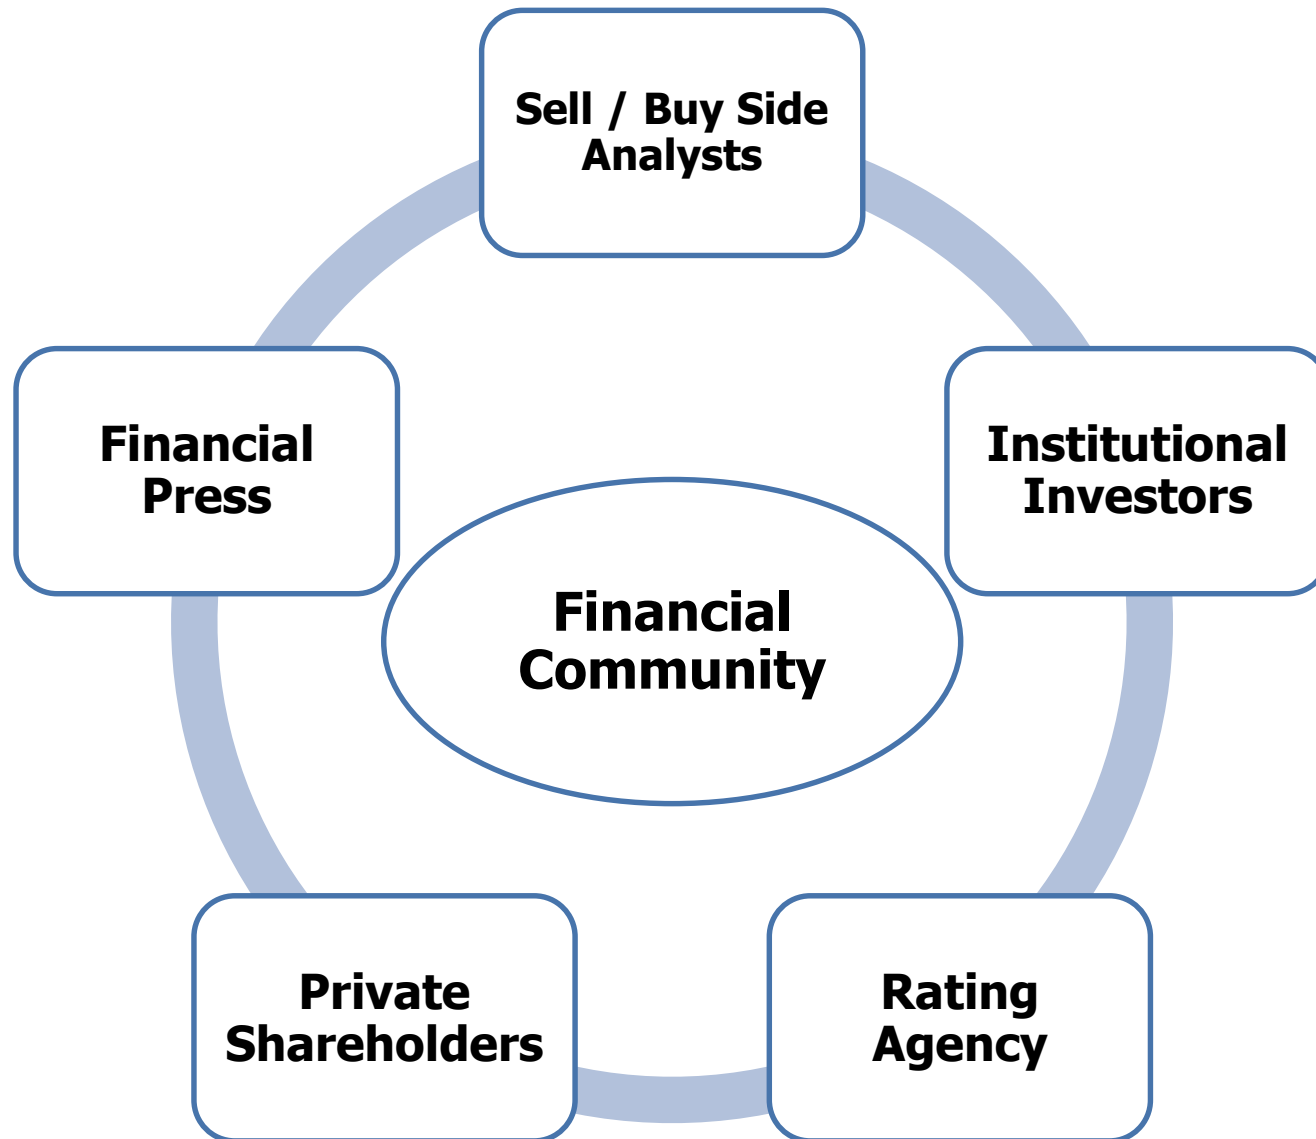 Sell / Buy Side
Analysts
Financial
Press
Institutional
Investors
Financial
Community
Private
Shareholders
Rating
Agency